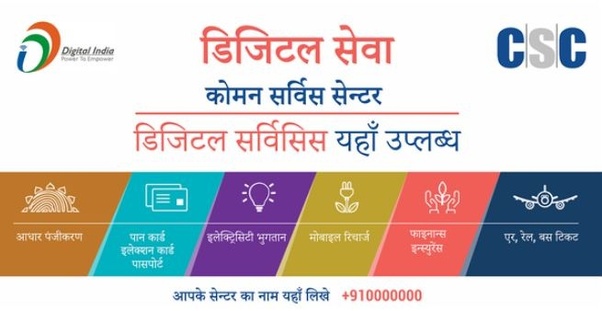 Digital India
Power To Empower
डिजिटल सेवा
CSC
कोमन सर्विस सेन्टर
डिजिटल सर्विसिस यहाँ उप्लब्ध
आधार पंजीकरण
पान कार्ड
इलेक्शन कार्ड
पासपोर्ट
इलेक्ट्रिसिटी भुगतान
मोबाइल रिचार्ज
फाइनान्स
इन्स्युरेंस
एर, रेल, बस टिकट
आपके सेन्टर का नाम यहाँ लिखे +910000000